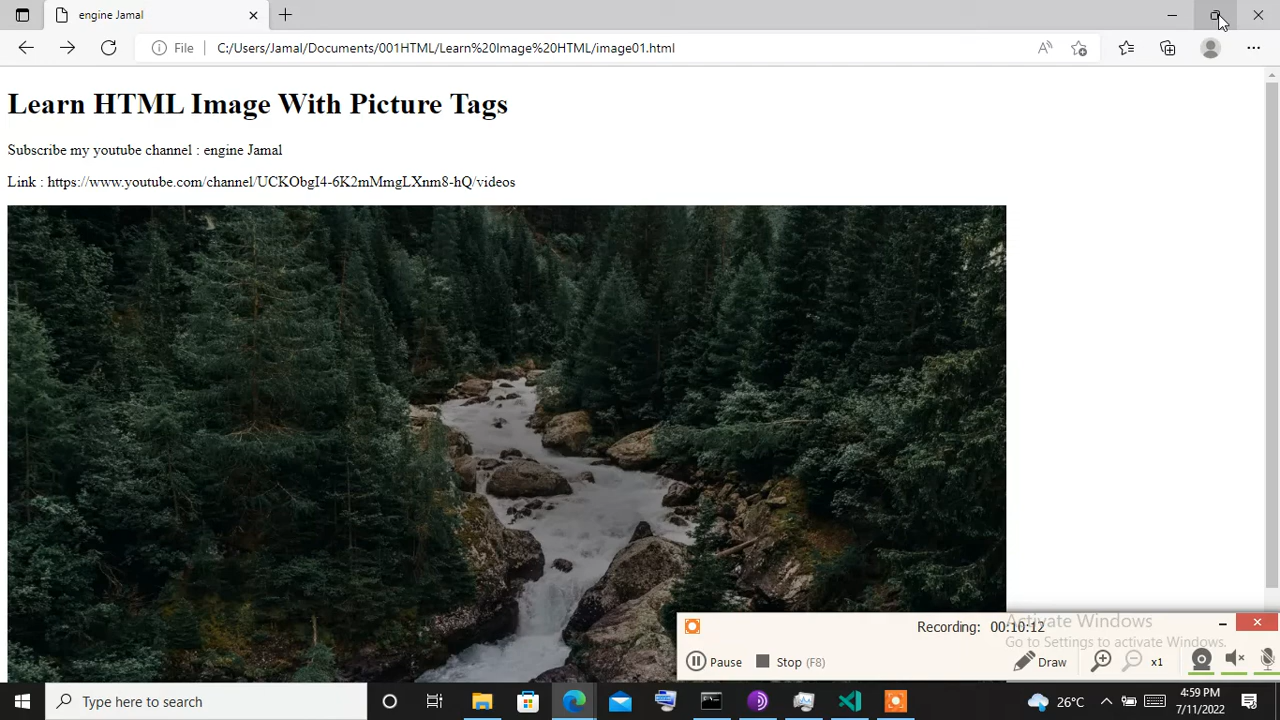 engine Jamal
File
C:/Users/Jamal/Documents/001HTML/Learn%20Image%20HTML/image01.html
Learn HTML Image With Picture Tags
Subscribe my youtube channel : engine Jamal
Link : https://www.youtube.com/channel/UCKObgI4-6K2mMmgLXnm8-hQ/videos
Recording: 00:10:12
Activate Windows
Go to Settings to activate Windows.
Pause
Stop (F8)
Draw
x1
Type here to search
26°C
4:59 PM
7/11/2022